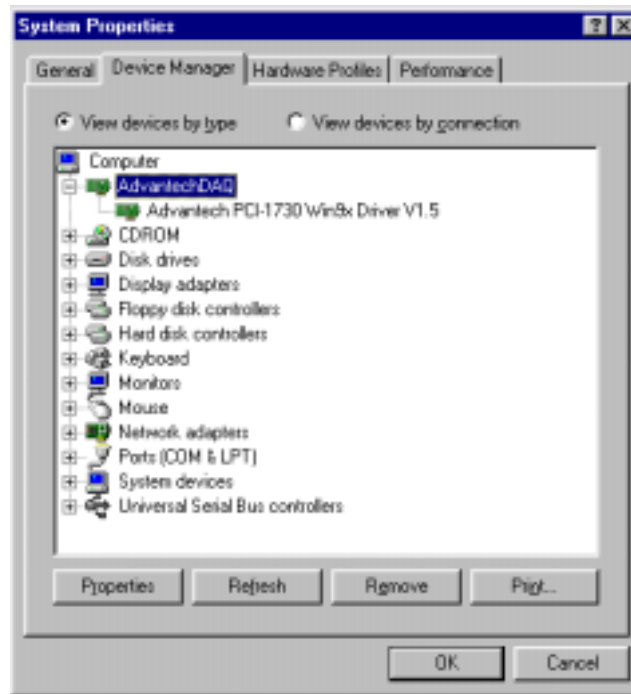 System Properties
General Device Manager Hardware Profiles Performance
View devices by type View devices by connection
Computer
AdvantechDAQ
Advantech PCI-1730 Win9x Driver V1.5
CDROM
Disk drives
Display adapters
Floppy disk controllers
Hard disk controllers
Keyboard
Monitors
Mouse
Network adapters
Ports (COM & LPT)
System devices
Universal Serial Bus controllers
Properties Refresh Remove Print...
OK Cancel